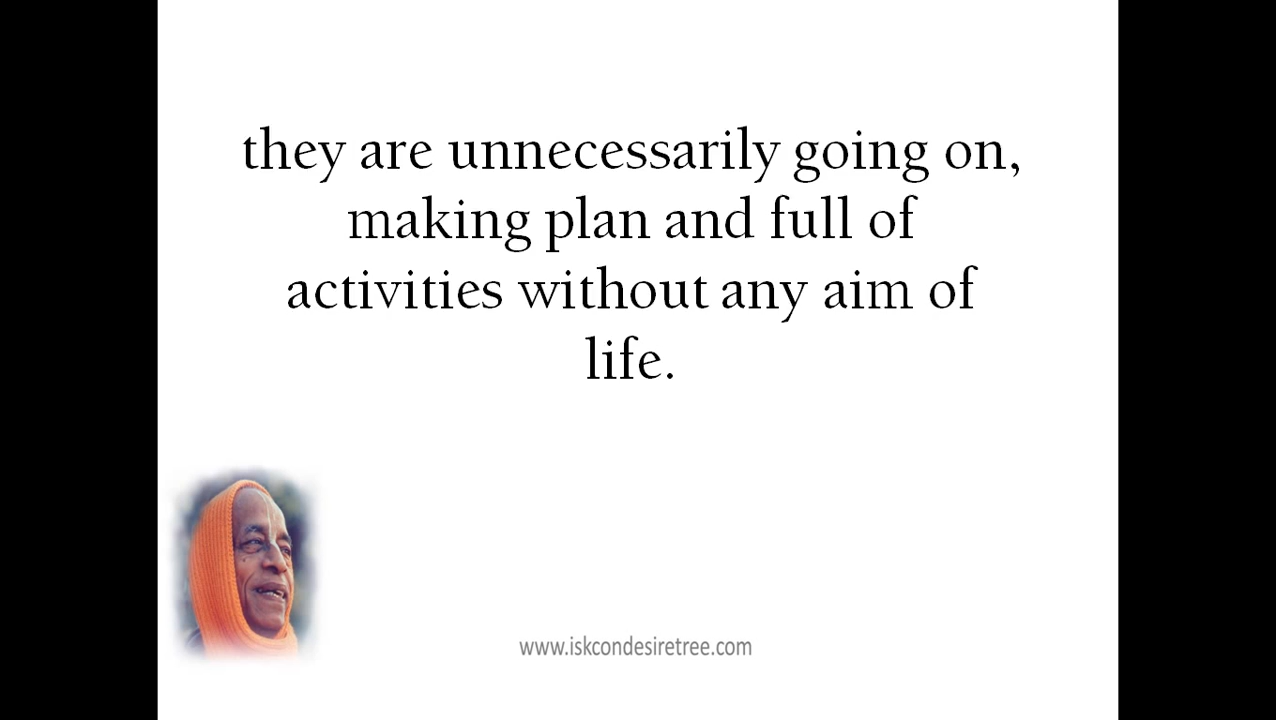 they are unnecessarily going on,
making plan and full of
activities without any aim of
life.
www.iskcondesiretree.com